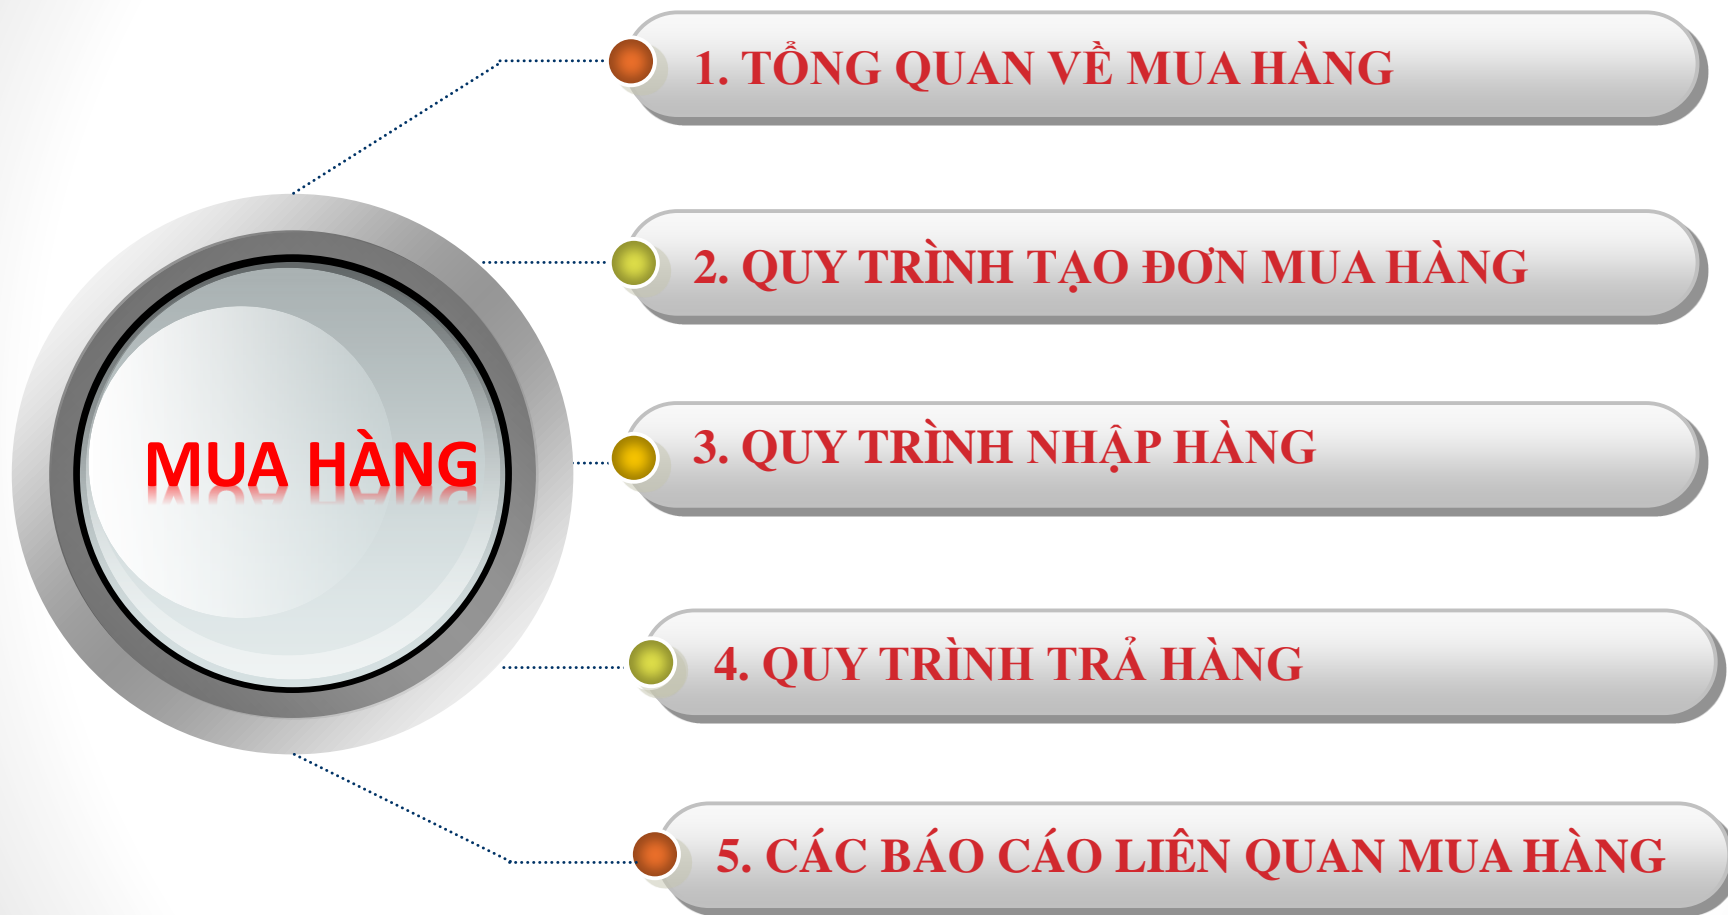 1. TỔNG QUAN VỀ MUA HÀNG
2. QUY TRÌNH TẠO ĐƠN MUA HÀNG
MUA HÀNG
3. QUY TRÌNH NHẬP HÀNG
4. QUY TRÌNH TRẢ HÀNG
5. CÁC BÁO CÁO LIÊN QUAN MUA HÀNG